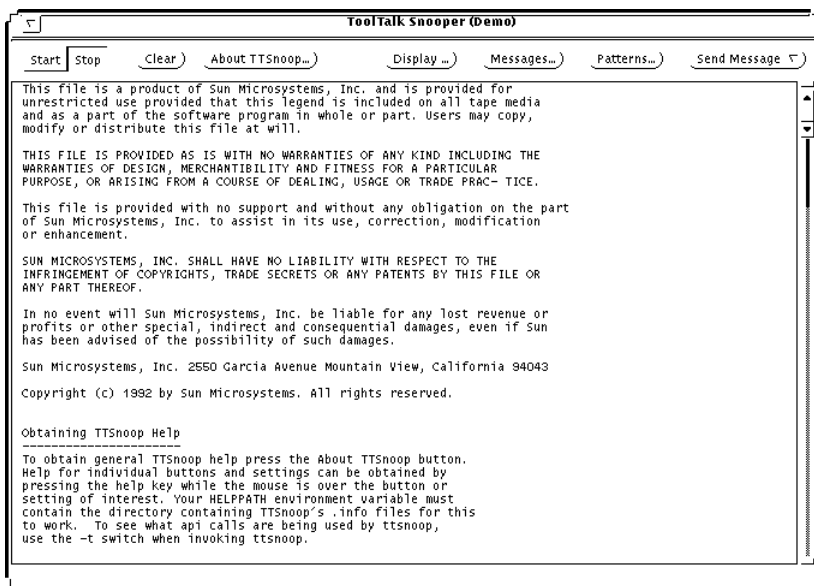 ToolTalk Snooper (Demo)
Start Stop Clear About TTSnoop... Display ... Messages... Patterns... Send Message
This file is a product of Sun Microsystems, Inc. and is provided for
unrestricted use provided that this legend is included on all tape media
and as a part of the software program in whole or part. Users may copy,
modify or distribute this file at will.
THIS FILE IS PROVIDED AS IS WITH NO WARRANTIES OF ANY KIND INCLUDING THE
WARRANTIES OF DESIGN, MERCHANTIBILITY AND FITNESS FOR A PARTICULAR
PURPOSE, OR ARISING FROM A COURSE OF DEALING, USAGE OR TRADE PRAC- TICE.
This file is provided with no support and without any obligation on the part
of Sun Microsystems, Inc. to assist in its use, correction, modification
or enhancement.
SUN MICROSYSTEMS, INC. SHALL HAVE NO LIABILITY WITH RESPECT TO THE
INFRINGEMENT OF COPYRIGHTS, TRADE SECRETS OR ANY PATENTS BY THIS FILE OR
ANY PART THEREOF.
In no event will Sun Microsystems, Inc. be liable for any lost revenue or
profits or other special, indirect and consequential damages, even if Sun
has been advised of the possibility of such damages.
Sun Microsystems, Inc. 2550 Garcia Avenue Mountain View, California 94043
Copyright (c) 1992 by Sun Microsystems. All rights reserved.
Obtaining TTSnoop Help
----------------------
To obtain general TTSnoop help press the About TTSnoop button.
Help for individual buttons and settings can be obtained by
pressing the help key while the mouse is over the button or
setting of interest. Your HELPPATH environment variable must
contain the directory containing TTSnoop's .info files for this
to work.  To see what api calls are being used by ttsnoop,
use the -t switch when invoking ttsnoop.